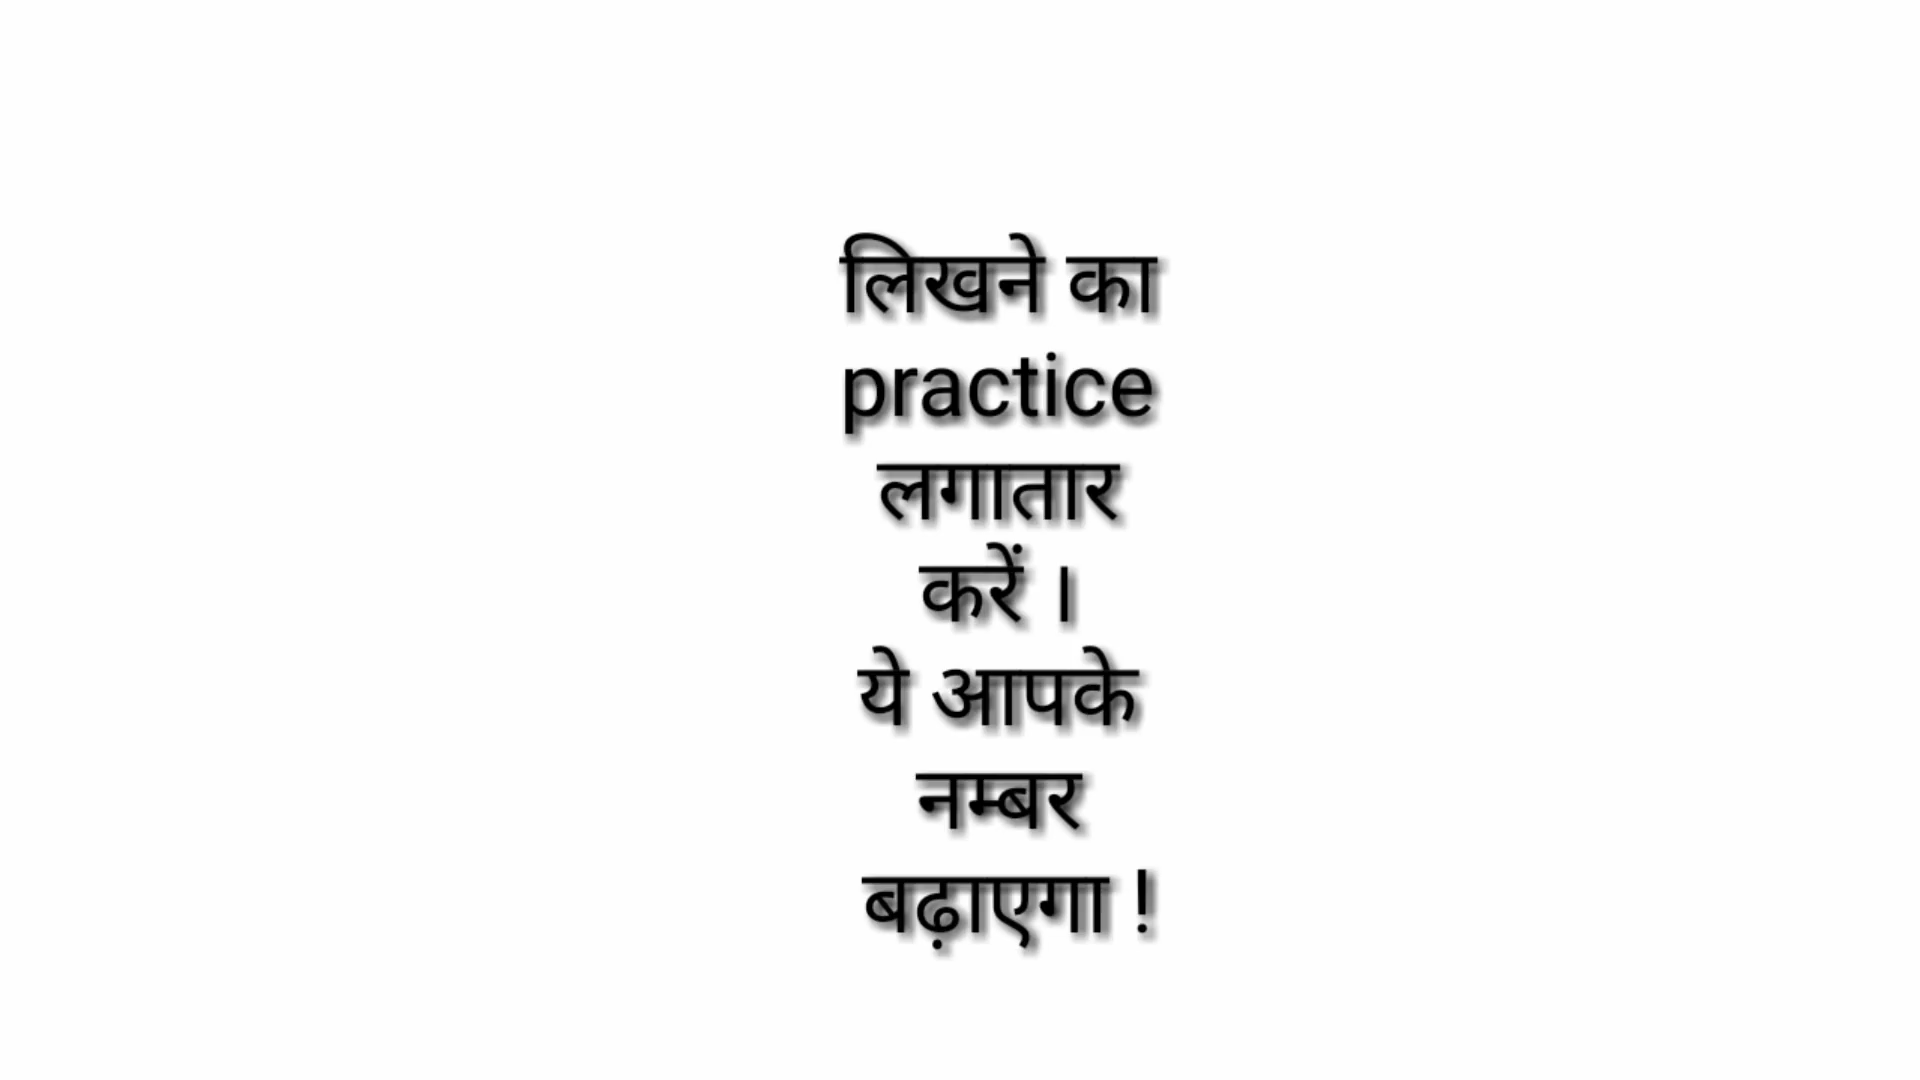 लिखने का
practice
लगातार
करें ।
ये आपके
नम्बर
बढ़ाएगा !